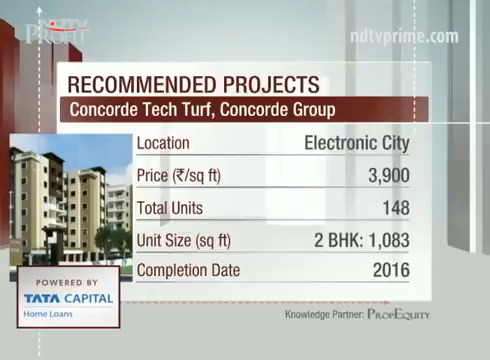 NDTV
PROFIT
ndtvprime.com
RECOMMENDED PROJECTS
Concorde Tech Turf, Concorde Group
Location Electronic City
Price (₹/sq ft) 3,900
Total Units 148
Unit Size (sq ft) 2 BHK: 1,083
Completion Date 2016
POWERED BY
TATA CAPITAL
Home Loans
Knowledge Partner: PROPEQUITY